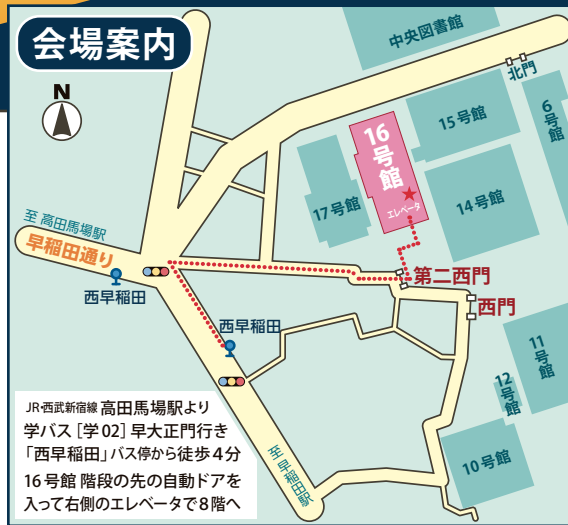 会場案内
N
中央図書館
北門
6号館
15号館
16号館
エレベータ
17号館
14号館
至 高田馬場駅
早稲田通り
西早稲田
第二西門
西門
西早稲田
11号館
12号館
10号館
至 早稲田駅
JR・西武新宿線 高田馬場駅より
学バス [学02] 早大正門行き
「西早稲田」バス停から徒歩4分
16号館 階段の先の自動ドアを
入って右側のエレベータで8階へ